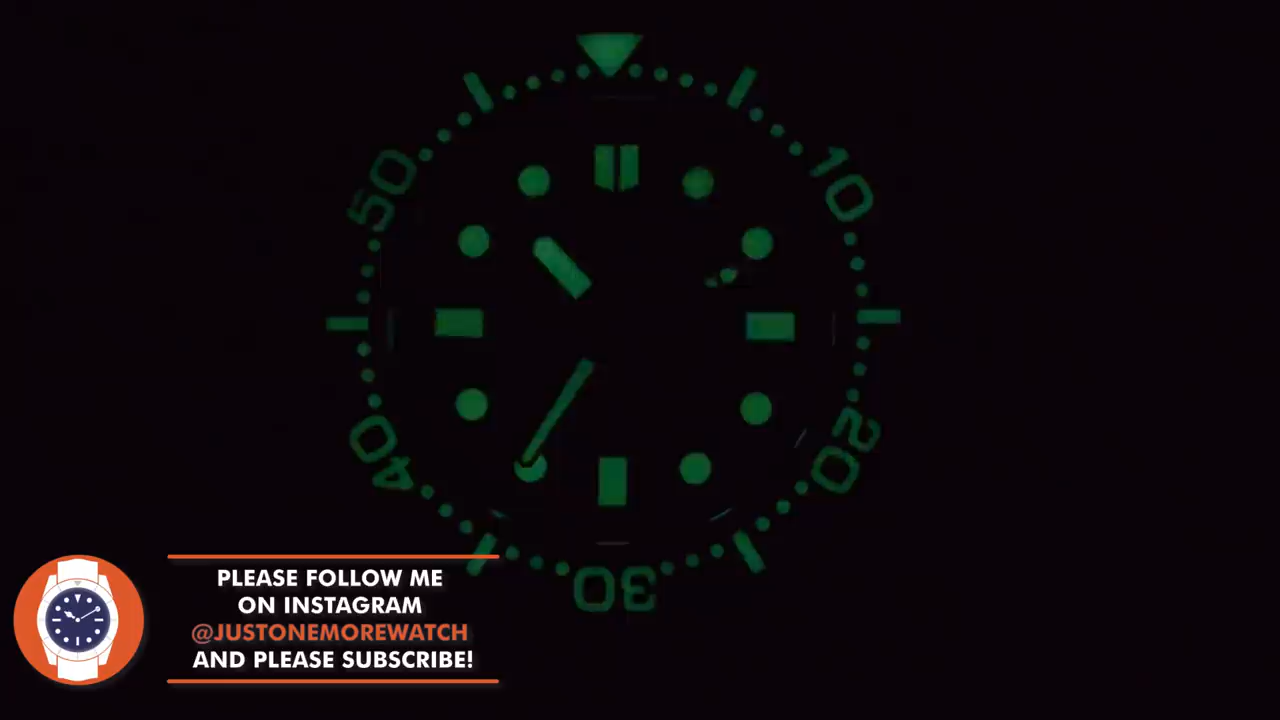 10
20
30
40
50
PLEASE FOLLOW ME
ON INSTAGRAM
@JUSTONEMOREWATCH
AND PLEASE SUBSCRIBE!